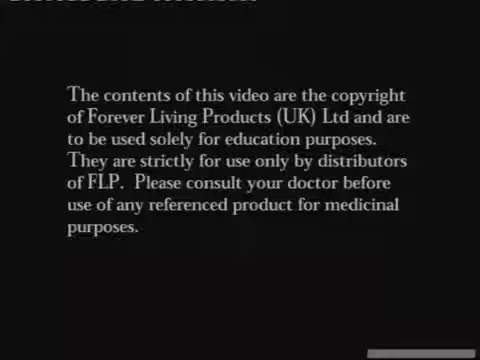 The contents of this video are the copyright
of Forever Living Products (UK) Ltd and are
to be used solely for education purposes.
They are strictly for use only by distributors
of FLP. Please consult your doctor before
use of any referenced product for medicinal
purposes.